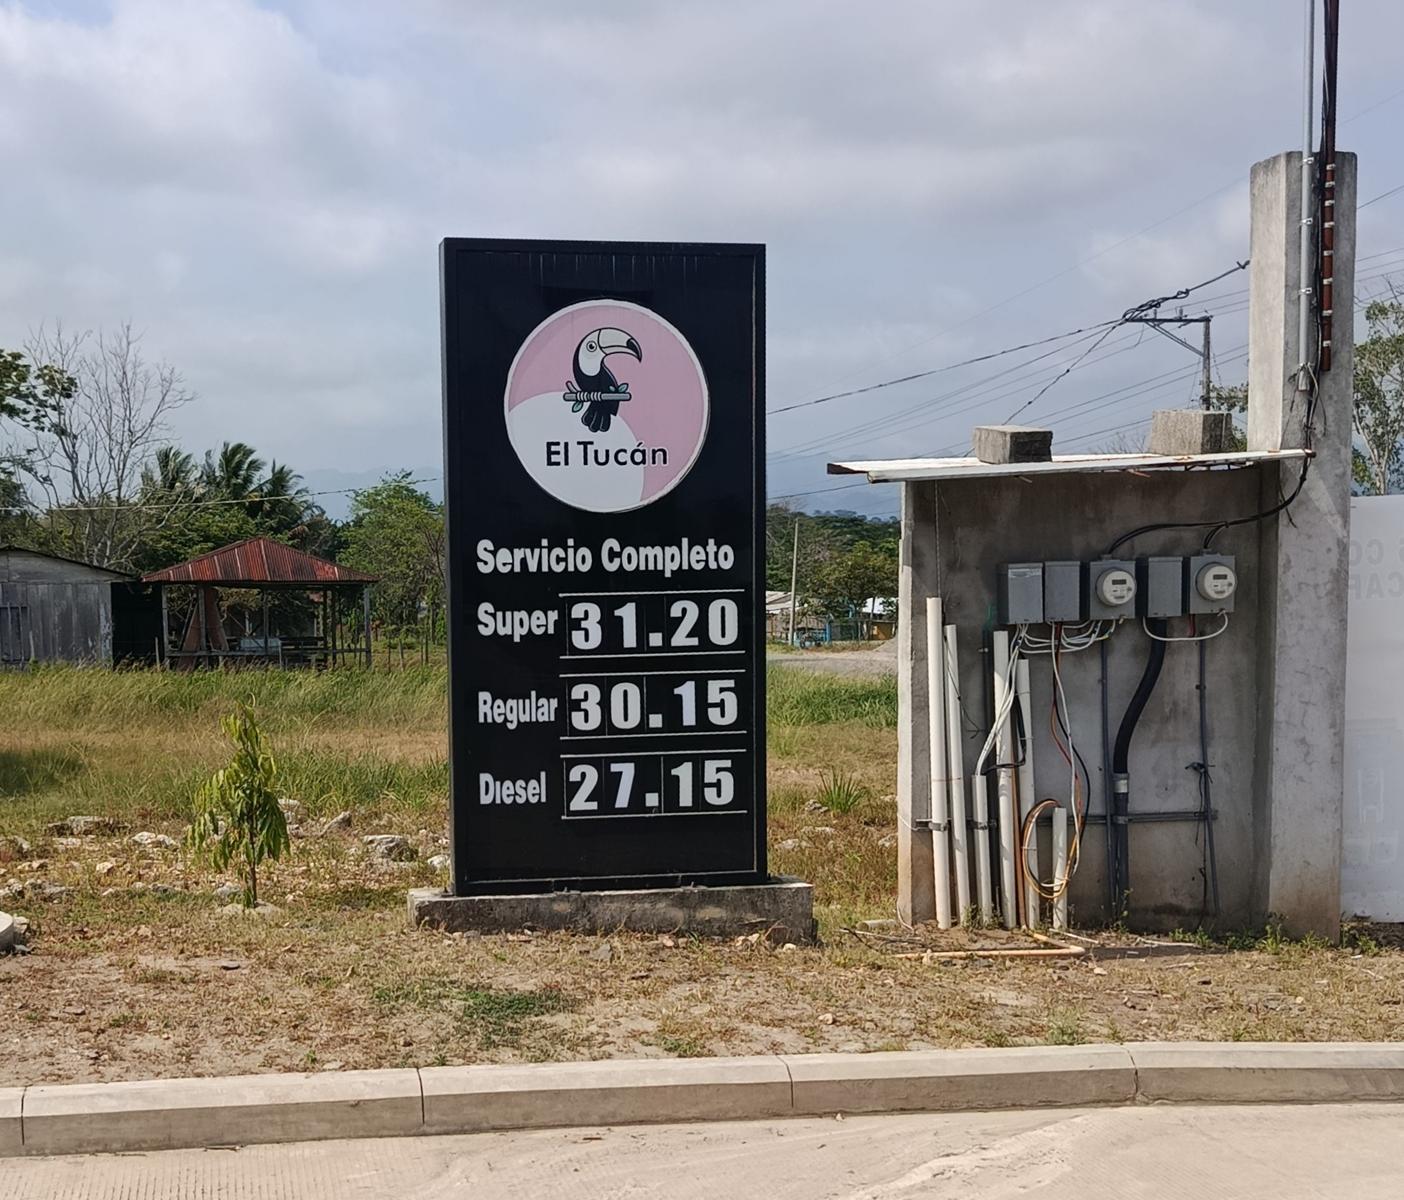 El Tucán
Servicio Completo
Super 31.20
Regular 30.15
Diesel 27.15